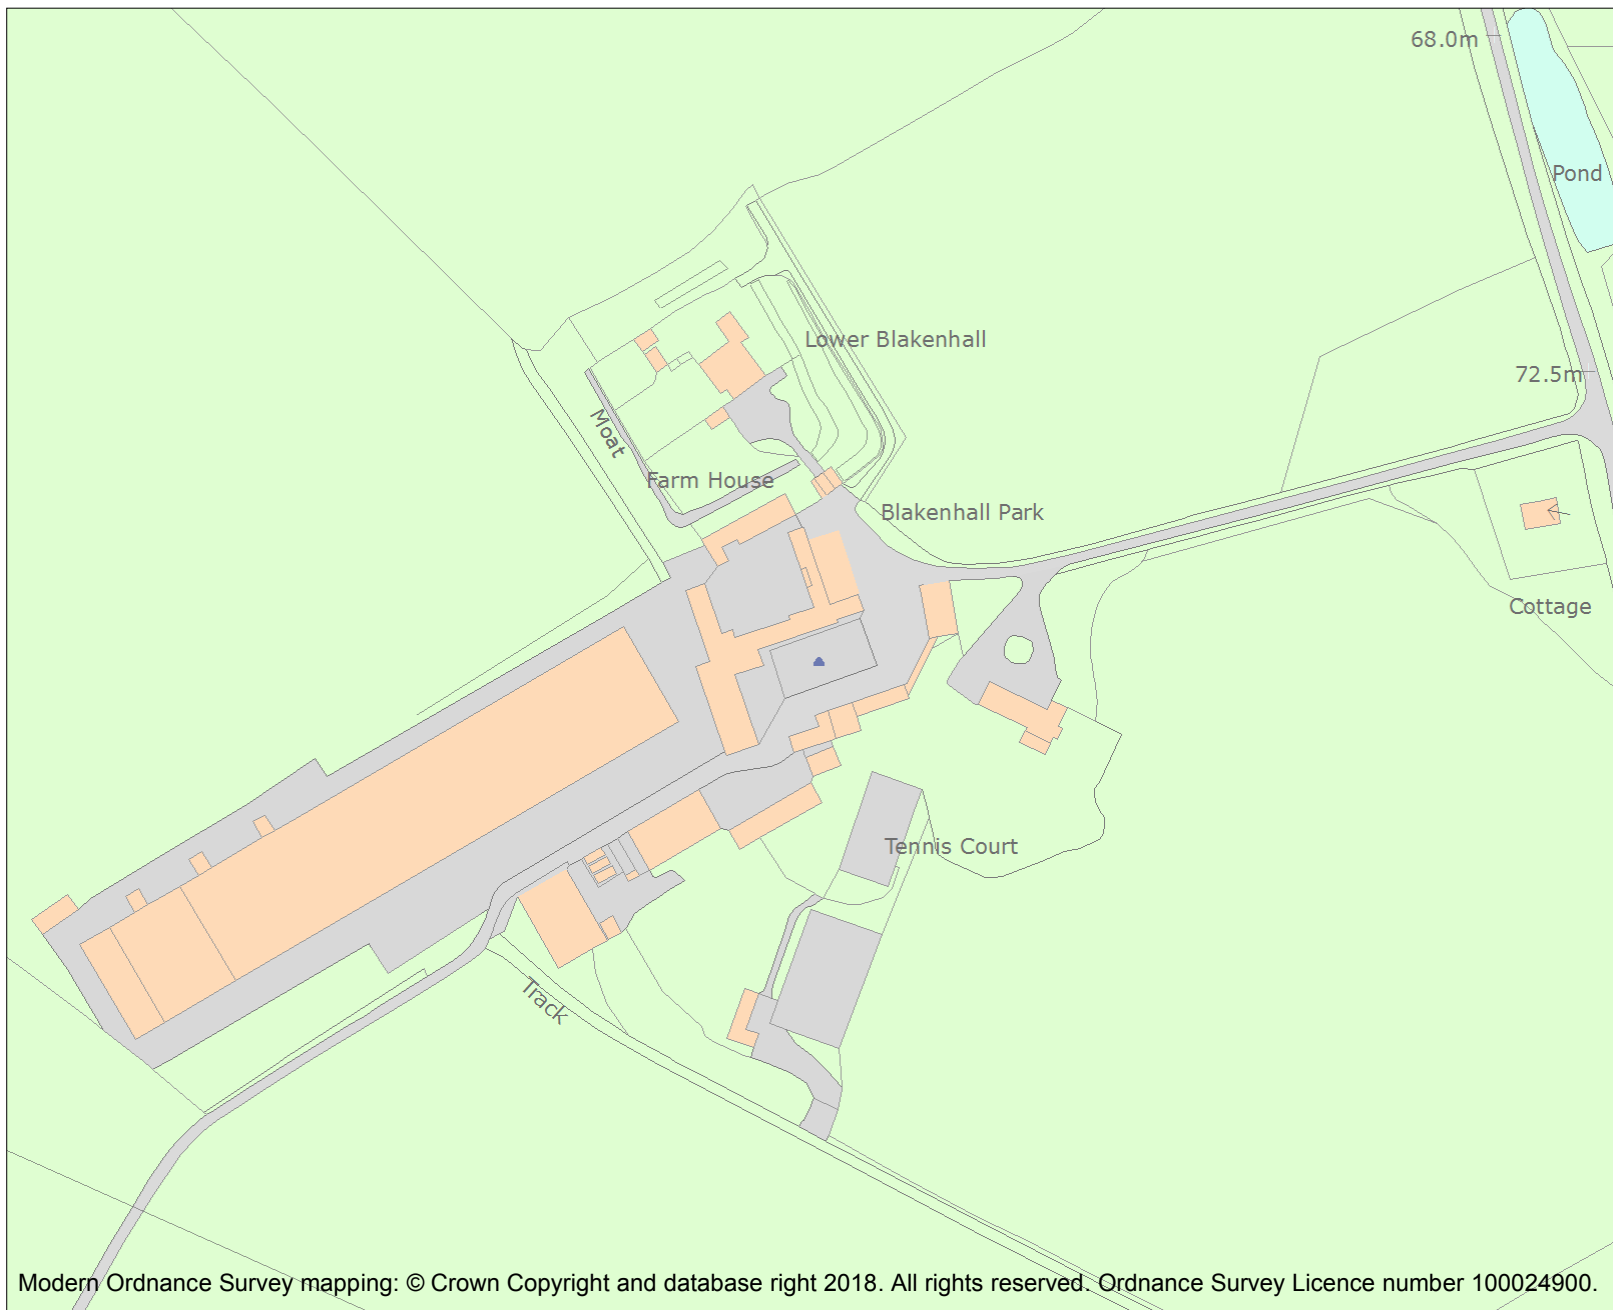 68.0m
Pond
Lower Blakenhall
72.5m
Moat
Farm House
Blakenhall Park
Cottage
Tennis Court
Track
Modern Ordnance Survey mapping: © Crown Copyright and database right 2018. All rights reserved. Ordnance Survey Licence number 100024900.